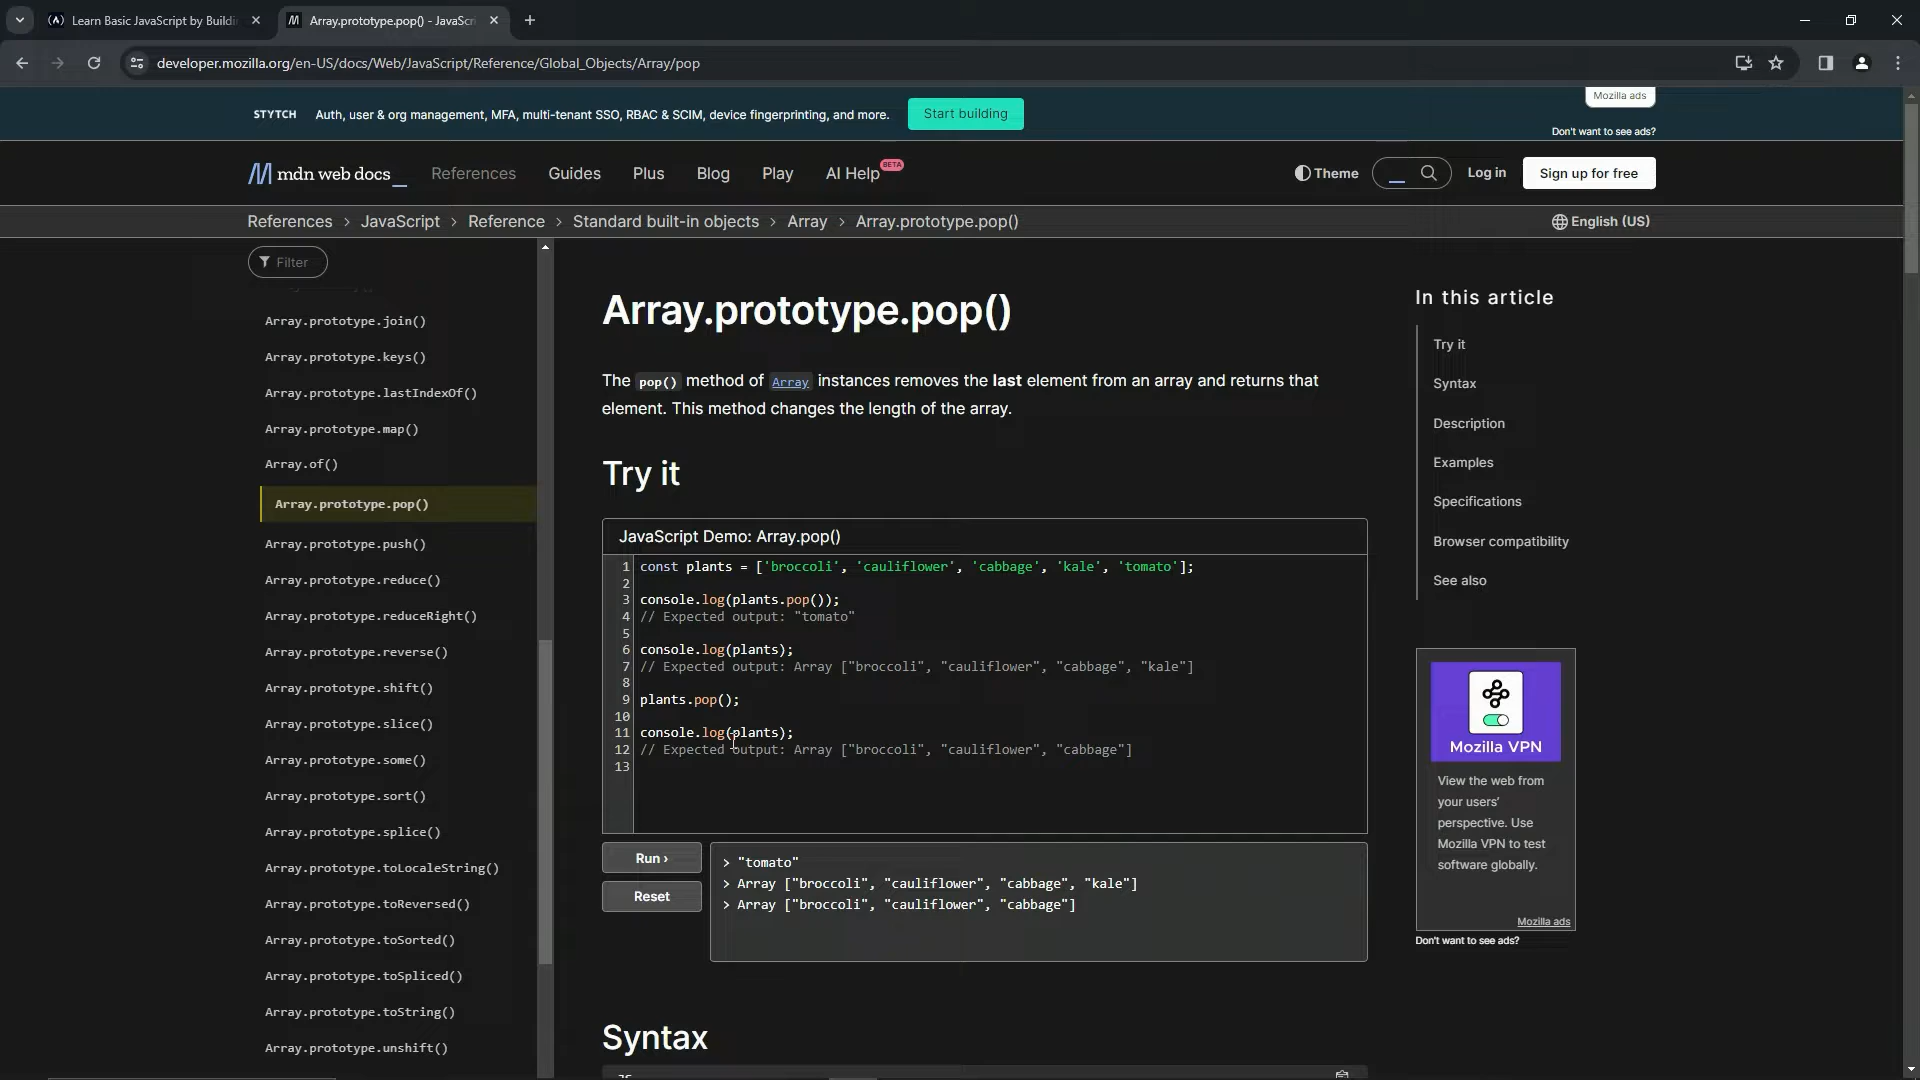 Learn Basic JavaScript by Buildi
Array.prototype.pop() - JavaScri
developer.mozilla.org/en-US/docs/Web/JavaScript/Reference/Global_Objects/Array/pop
STYTCH Auth, user & org management, MFA, multi-tenant SSO, RBAC & SCIM, device fingerprinting, and more. Start building
Mozilla ads
Don't want to see ads?
mdn web docs_ References Guides Plus Blog Play AI Help BETA Theme Log in Sign up for free
References > JavaScript > Reference > Standard built-in objects > Array > Array.prototype.pop() English (US)
Filter
Array.prototype.join()
Array.prototype.keys()
Array.prototype.lastIndexOf()
Array.prototype.map()
Array.of()
Array.prototype.pop()
Array.prototype.push()
Array.prototype.reduce()
Array.prototype.reduceRight()
Array.prototype.reverse()
Array.prototype.shift()
Array.prototype.slice()
Array.prototype.some()
Array.prototype.sort()
Array.prototype.splice()
Array.prototype.toLocaleString()
Array.prototype.toReversed()
Array.prototype.toSorted()
Array.prototype.toSpliced()
Array.prototype.toString()
Array.prototype.unshift()
Array.prototype.pop()
The pop() method of Array instances removes the last element from an array and returns that
element. This method changes the length of the array.
Try it
JavaScript Demo: Array.pop()
1 const plants = ['broccoli', 'cauliflower', 'cabbage', 'kale', 'tomato'];
2
3 console.log(plants.pop());
4 // Expected output: "tomato"
5
6 console.log(plants);
7 // Expected output: Array ["broccoli", "cauliflower", "cabbage", "kale"]
8
9 plants.pop();
10
11 console.log(plants);
12 // Expected output: Array ["broccoli", "cauliflower", "cabbage"]
13
Run ›
Reset
> "tomato"
> Array ["broccoli", "cauliflower", "cabbage", "kale"]
> Array ["broccoli", "cauliflower", "cabbage"]
Syntax
In this article
Try it
Syntax
Description
Examples
Specifications
Browser compatibility
See also
Mozilla VPN
View the web from
your users'
perspective. Use
Mozilla VPN to test
software globally.
Mozilla ads
Don't want to see ads?